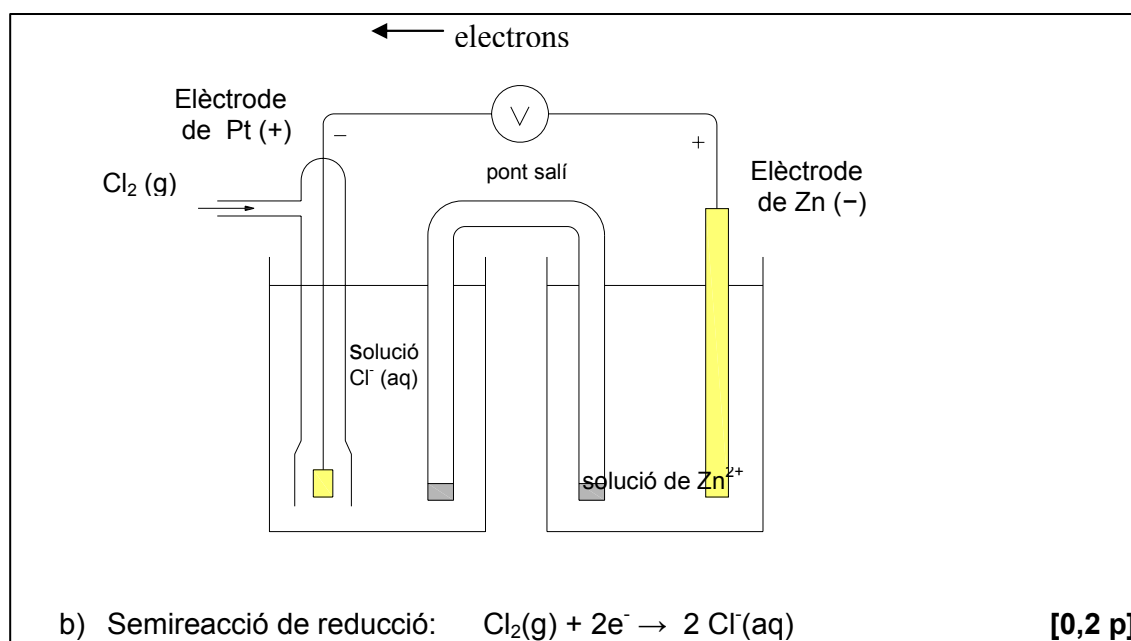 electrons
Elèctrode
de Pt (+)
−
V
+
Cl₂ (g)
pont salí
Elèctrode
de Zn (−)
solució
Cl⁻ (aq)
solució de Zn²⁺
b) Semireacció de reducció: Cl₂(g) + 2e⁻ → 2 Cl⁻(aq) [0,2 p]